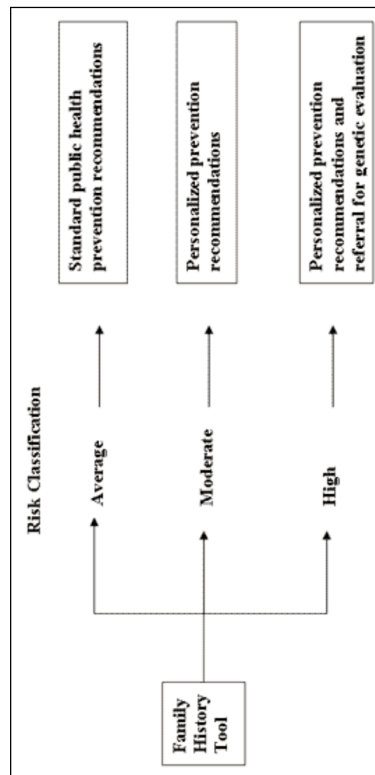 Risk Classification
Family
History
Tool
Average
Standard public health
prevention recommendations
Moderate
Personalized prevention
recommendations
High
Personalized prevention
recommendations and
referral for genetic evaluation